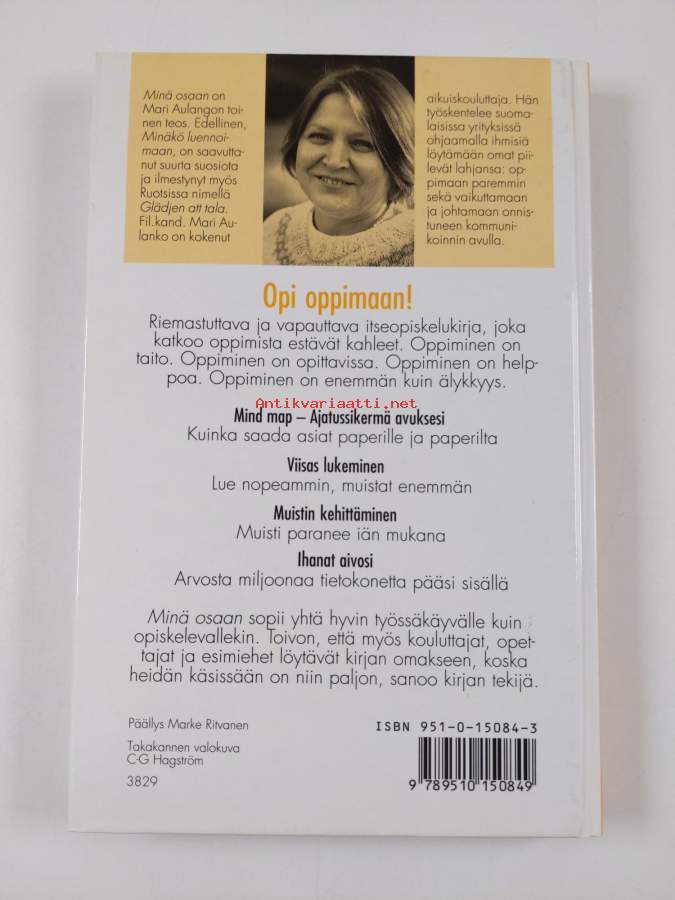 Minä osaan on
Mari Aulangon toi-
nen teos. Edellinen,
Minäkö luennoi-
maan, on saavutta-
nut suurta suosiota
ja ilmestynyt myös
Ruotsissa nimellä
Glädjen att tala.
Fil.kand. Mari Au-
lanko on kokenut
aikuiskouluttaja. Hän
työskentelee suoma-
laisissa yrityksissä
ohjaamalla ihmisiä
löytämään omat pii-
levät lahjansa: op-
pimaan paremmin
sekä vaikuttamaan
ja johtamaan onnis-
tuneen kommuni-
koinnin avulla.
Opi oppimaan!
Riemastuttava ja vapauttava itseopiskelukirja, joka
katkoo oppimista estävät kahleet. Oppiminen on
taito. Oppiminen on opittavissa. Oppiminen on help-
poa. Oppiminen on enemmän kuin älykkyys.
Antikvariaatti.net
Mind map – Ajatussikermä avuksesi
Kuinka saada asiat paperille ja paperilta
Viisas lukeminen
Lue nopeammin, muistat enemmän
Muistin kehittäminen
Muisti paranee iän mukana
Ihanat aivosi
Arvosta miljoonaa tietokonetta pääsi sisällä
Minä osaan sopii yhtä hyvin työssäkäyvälle kuin
opiskelevallekin. Toivon, että myös kouluttajat, opet-
tajat ja esimiehet löytävät kirjan omakseen, koska
heidän käsissään on niin paljon, sanoo kirjan tekijä.
Päällys Marke Ritvanen
Takakannen valokuva
C-G Hagström
3829
ISBN 951-0-15084-3
9 789510 150849